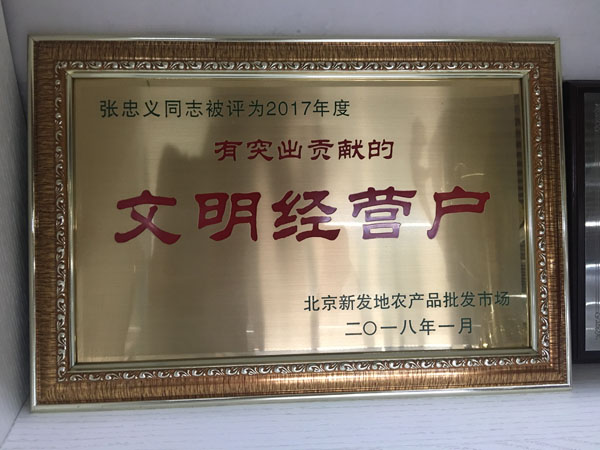 张忠义同志被评为2017年度
有突出贡献的
文明经营户
北京新发地农产品批发市场
二〇一八年一月